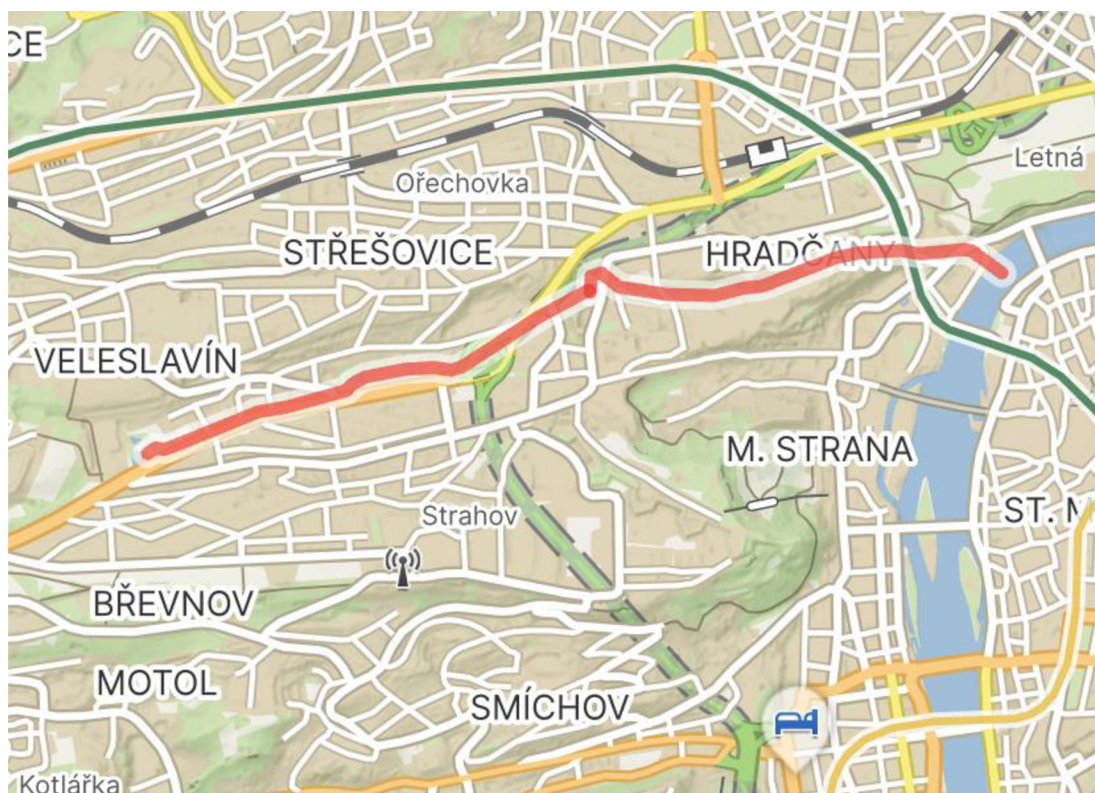 CE
Letná
Ořechovka
STŘEŠOVICE
HRADČANY
VELESLAVÍN
M. STRANA
Strahov
ST. M
BŘEVNOV
MOTOL
SMÍCHOV
Kotlářka